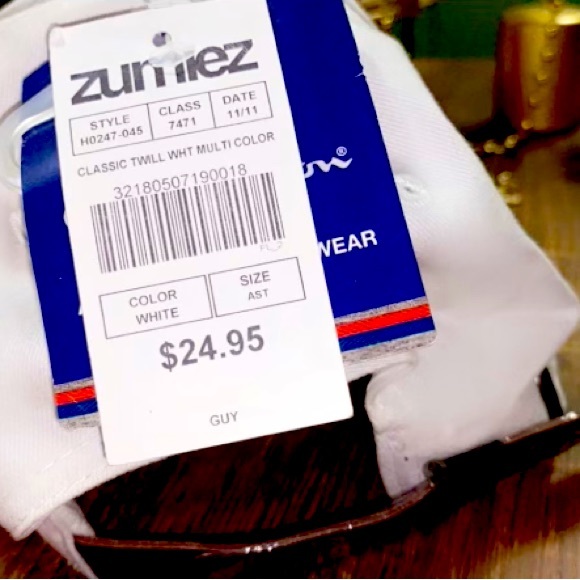 zumiez
STYLE
H0247-045
CLASS
7471
DATE
11/11
CLASSIC TWILL WHT MULTI COLOR
32180507190018
COLOR
WHITE
SIZE
AST
$24.95
GUY
®
WEAR